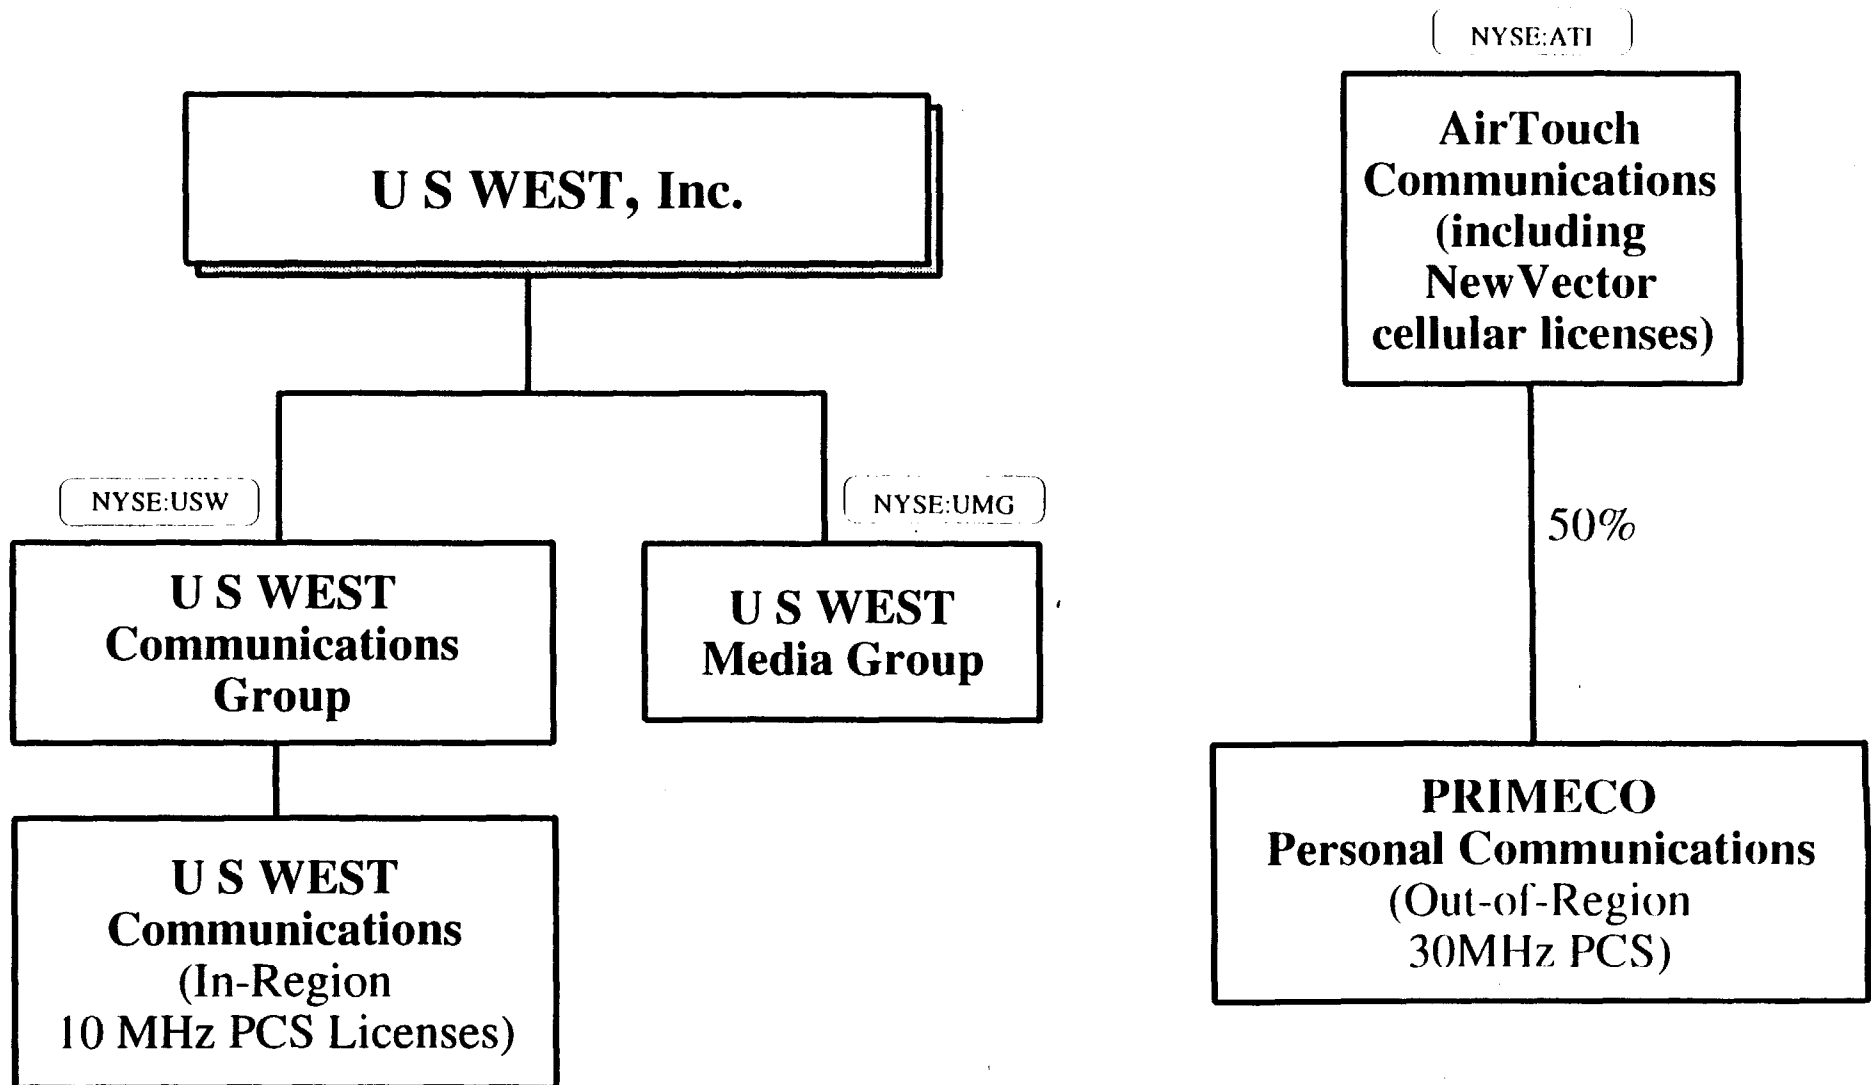 NYSE:ATI
U S WEST, Inc.
AirTouch
Communications
(including
NewVector
cellular licenses)
NYSE:USW
NYSE:UMG
50%
U S WEST
Communications
Group
U S WEST
Media Group
U S WEST
Communications
(In-Region
10 MHz PCS Licenses)
PRIMECO
Personal Communications
(Out-of-Region
30MHz PCS)